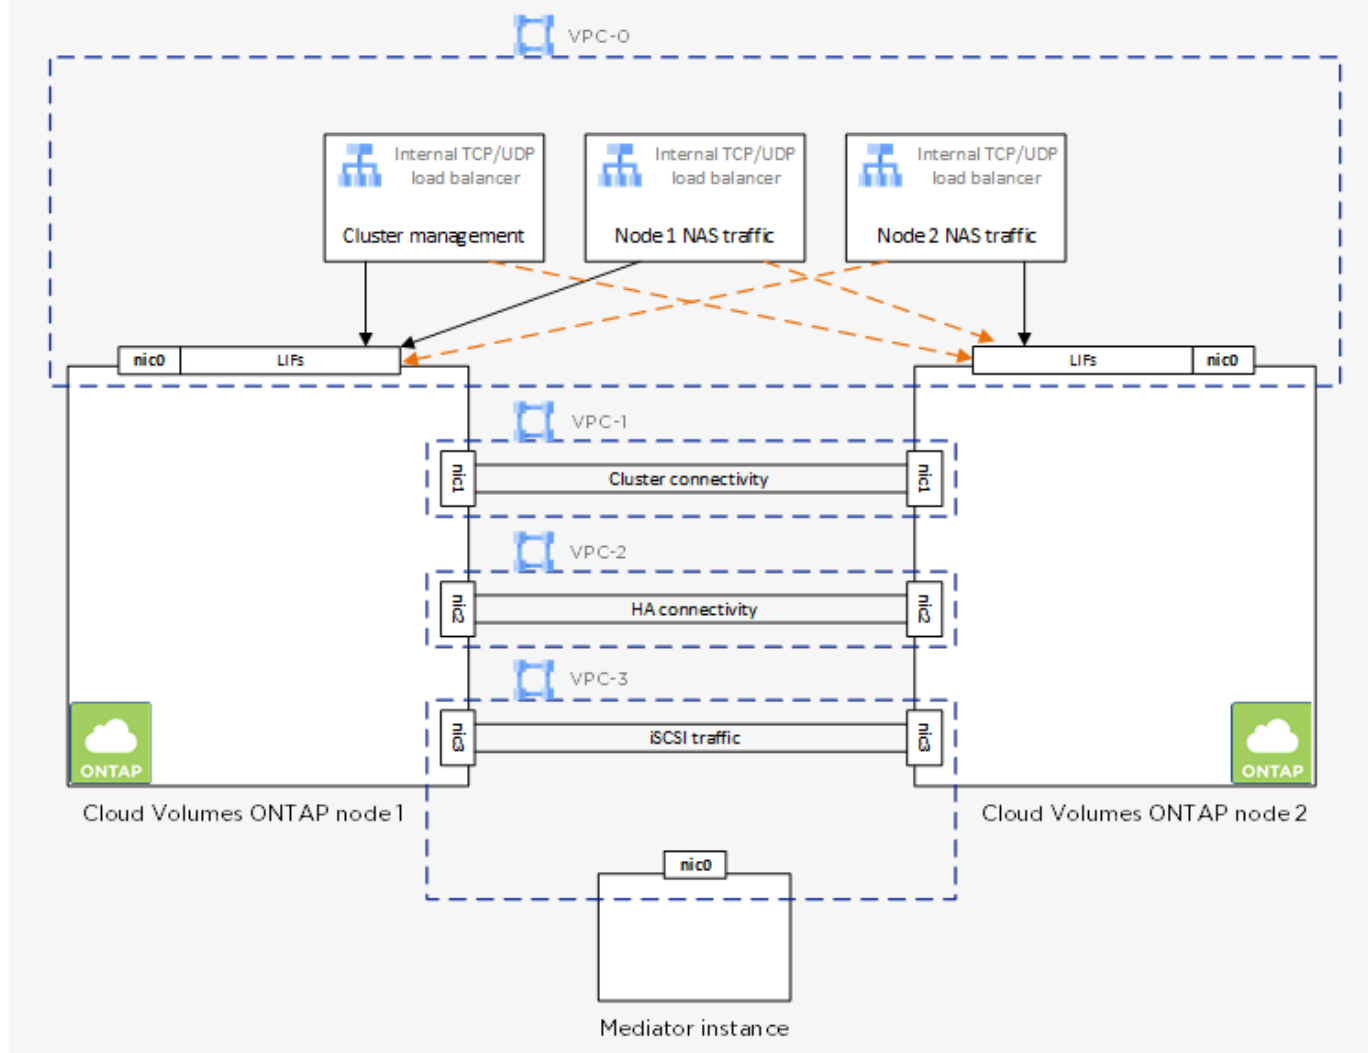 VPC-0
Internal TCP/UDP
load balancer
Cluster management
Internal TCP/UDP
load balancer
Node 1 NAS traffic
Internal TCP/UDP
load balancer
Node 2 NAS traffic
nic0
LIFs
LIFs
nic0
VPC-1
nic1
Cluster connectivity
nic1
VPC-2
nic2
HA connectivity
nic2
VPC-3
nic3
iSCSI traffic
nic3
ONTAP
ONTAP
Cloud Volumes ONTAP node 1
Cloud Volumes ONTAP node 2
nic0
Mediator instance